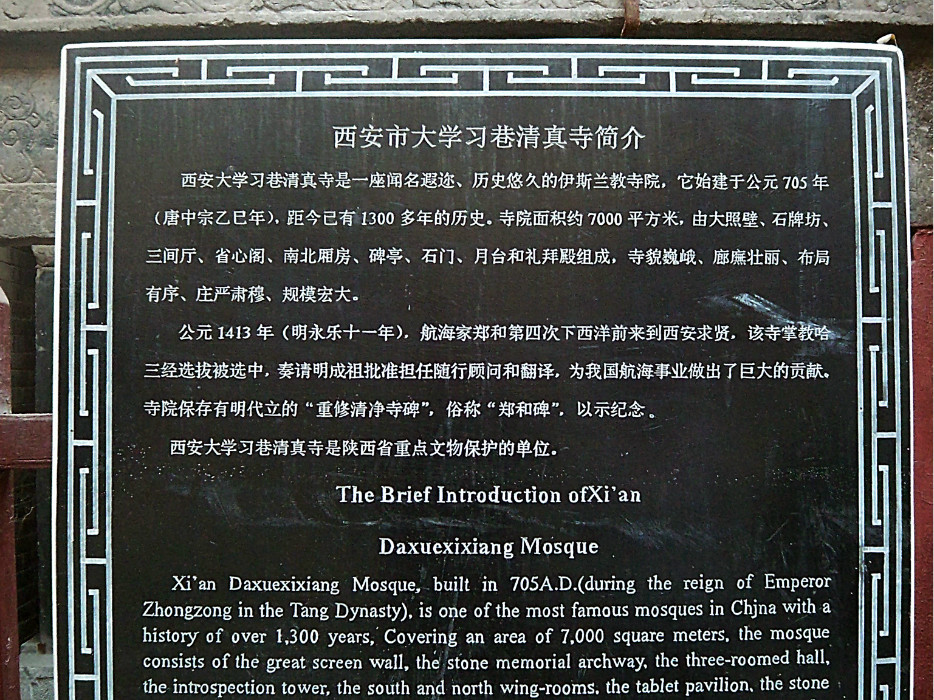 西安市大学习巷清真寺简介
西安大学习巷清真寺是一座闻名遐迩、历史悠久的伊斯兰教寺院，它始建于公元 705 年
（唐中宗乙巳年），距今已有 1300 多年的历史。寺院面积约 7000 平方米，由大照壁、石牌坊、
三间厅、省心阁、南北厢房、碑亭、石门、月台和礼拜殿组成，寺貌巍峨、廊庑壮丽、布局
有序、庄严肃穆、规模宏大。
公元 1413 年（明永乐十一年），航海家郑和第四次下西洋前来到西安求贤，该寺掌教哈
三经选拔被选中，奏请明成祖批准担任随行顾问和翻译，为我国航海事业做出了巨大的贡献。
寺院保存有明代立的“重修清净寺碑”，俗称“郑和碑”，以示纪念。
西安大学习巷清真寺是陕西省重点文物保护的单位。
The Brief Introduction ofXi'an
Daxuexixiang Mosque
Xi'an Daxuexixiang Mosque, built in 705A.D.(during the reign of Emperor
Zhongzong in the Tang Dynasty), is one of the most famous mosques in Chjna with a
history of over 1,300 years, Covering an area of 7,000 square meters, the mosque
consists of the great screen wall, the stone memorial archway, the three-roomed hall,
the introspection tower, the south and north wing-rooms, the tablet pavilion, the stone